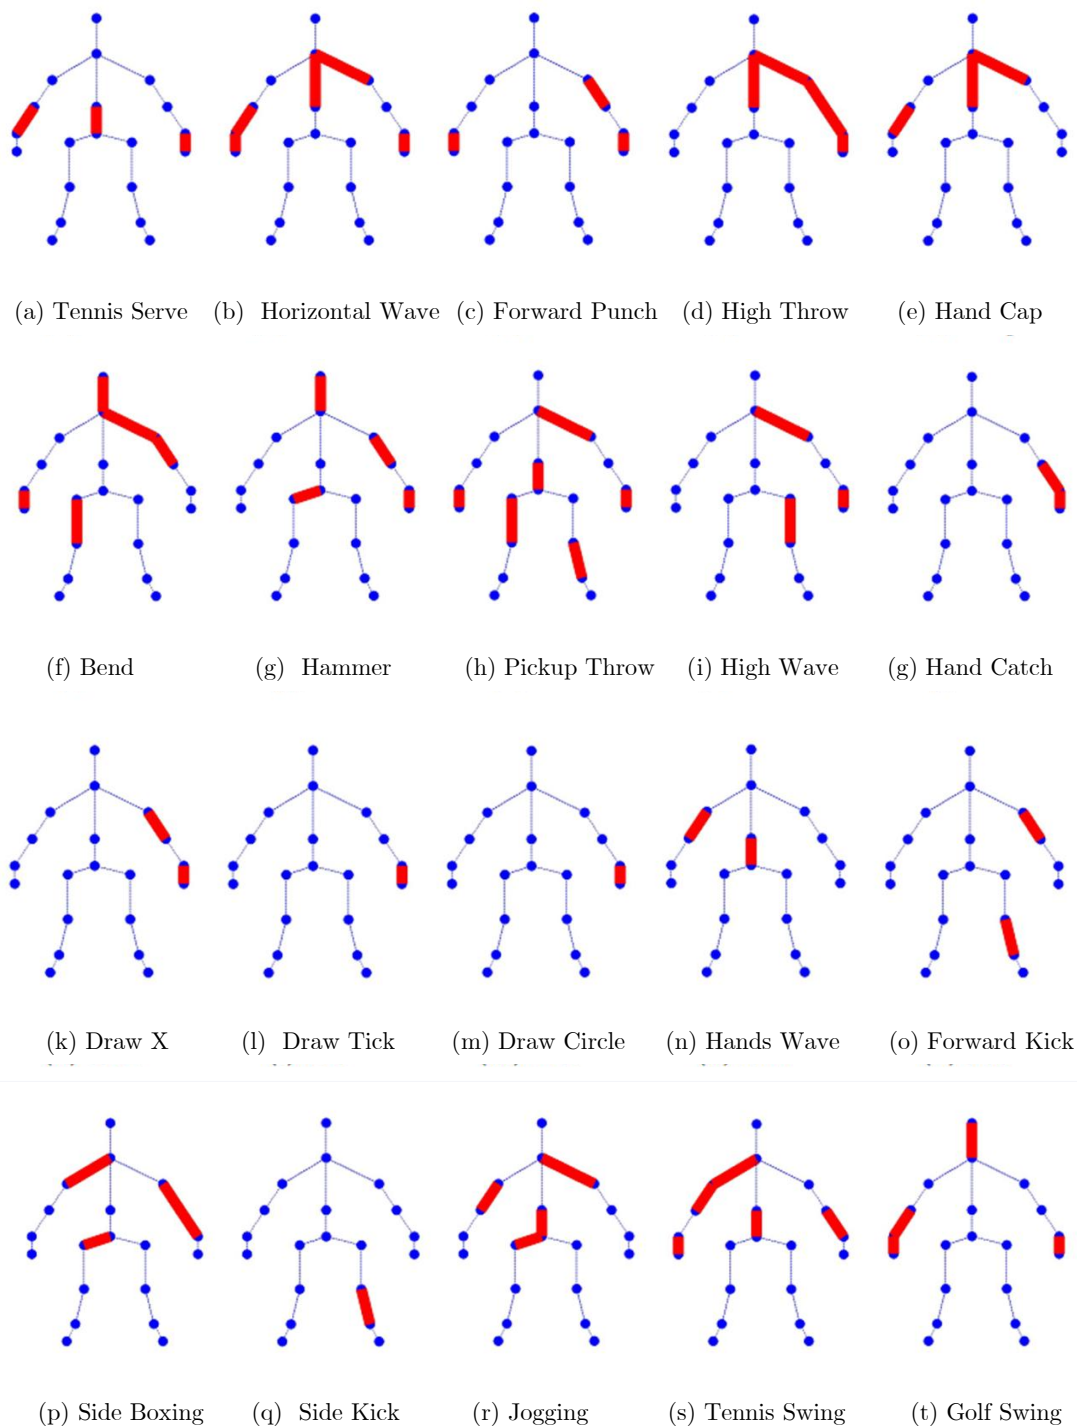 (a) Tennis Serve (b) Horizontal Wave (c) Forward Punch (d) High Throw (e) Hand Cap
(f) Bend (g) Hammer (h) Pickup Throw (i) High Wave (g) Hand Catch
(k) Draw X (l) Draw Tick (m) Draw Circle (n) Hands Wave (o) Forward Kick
(p) Side Boxing (q) Side Kick (r) Jogging (s) Tennis Swing (t) Golf Swing